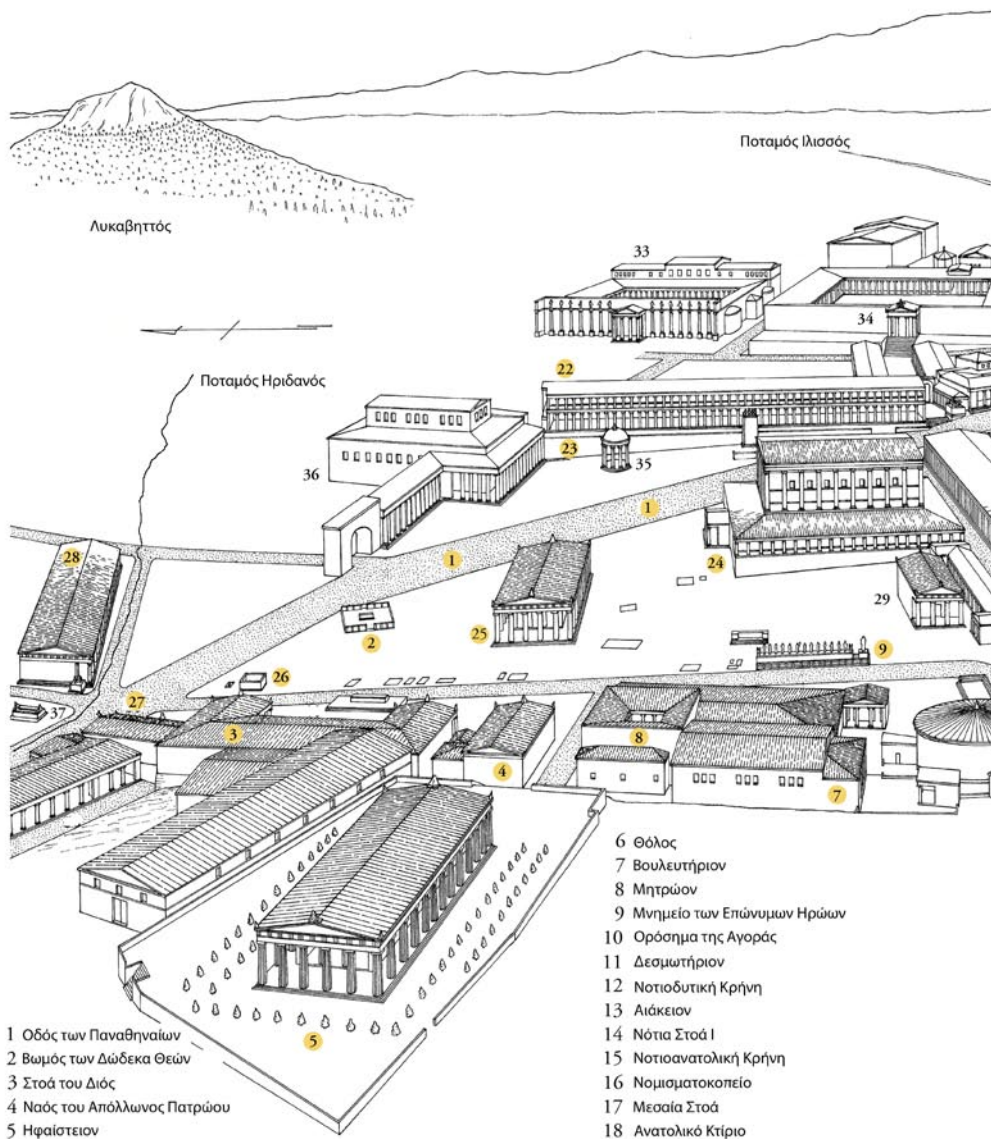 Ποταμός Ιλισσός
Λυκαβηττός
33
34
Ποταμός Ηριδανός
22
36
23
35
1
1
28
24
29
25
2
9
26
27
37
3
8
4
7
5
6 Θόλος
7 Βουλευτήριον
8 Μητρώον
9 Μνημείο των Επώνυμων Ηρώων
10 Ορόσημα της Αγοράς
11 Δεσμωτήριον
12 Νοτιοδυτική Κρήνη
13 Αιάκειον
14 Νότια Στοά Ι
15 Νοτιοανατολική Κρήνη
16 Νομισματοκοπείο
17 Μεσαία Στοά
18 Ανατολικό Κτίριο
1 Οδός των Παναθηναίων
2 Βωμός των Δώδεκα Θεών
3 Στοά του Διός
4 Ναός του Απόλλωνος Πατρώου
5 Ηφαίστειον